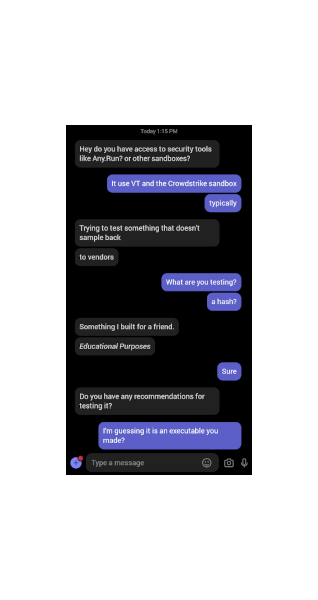 Today 1:15 PM
Hey do you have access to security tools
like Any.Run? or other sandboxes?
It use VT and the Crowdstrike sandbox
typically
Trying to test something that doesn't
sample back
to vendors
What are you testing?
a hash?
Something I built for a friend.
Educational Purposes
Sure
Do you have any recommendations for
testing it?
I'm guessing it is an executable you
made?
Type a message